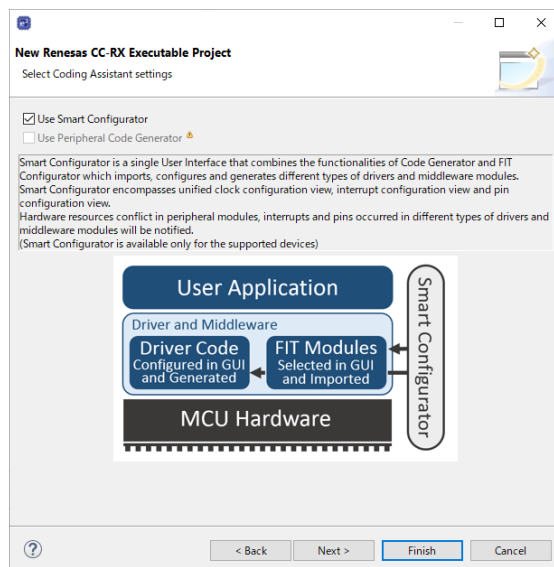 New Renesas CC-RX Executable Project
Select Coding Assistant settings
Use Smart Configurator
Use Peripheral Code Generator
Smart Configurator is a single User Interface that combines the functionalities of Code Generator and FIT
Configurator which imports, configures and generates different types of drivers and middleware modules.
Smart Configurator encompasses unified clock configuration view, interrupt configuration view and pin
configuration view.
Hardware resources conflict in peripheral modules, interrupts and pins occurred in different types of drivers and
middleware modules will be notified.
(Smart Configurator is available only for the supported devices)
User Application
Driver and Middleware
Driver Code
Configured in GUI
and Generated
FIT Modules
Selected in GUI
and Imported
MCU Hardware
Smart Configurator
?
< Back
Next >
Finish
Cancel